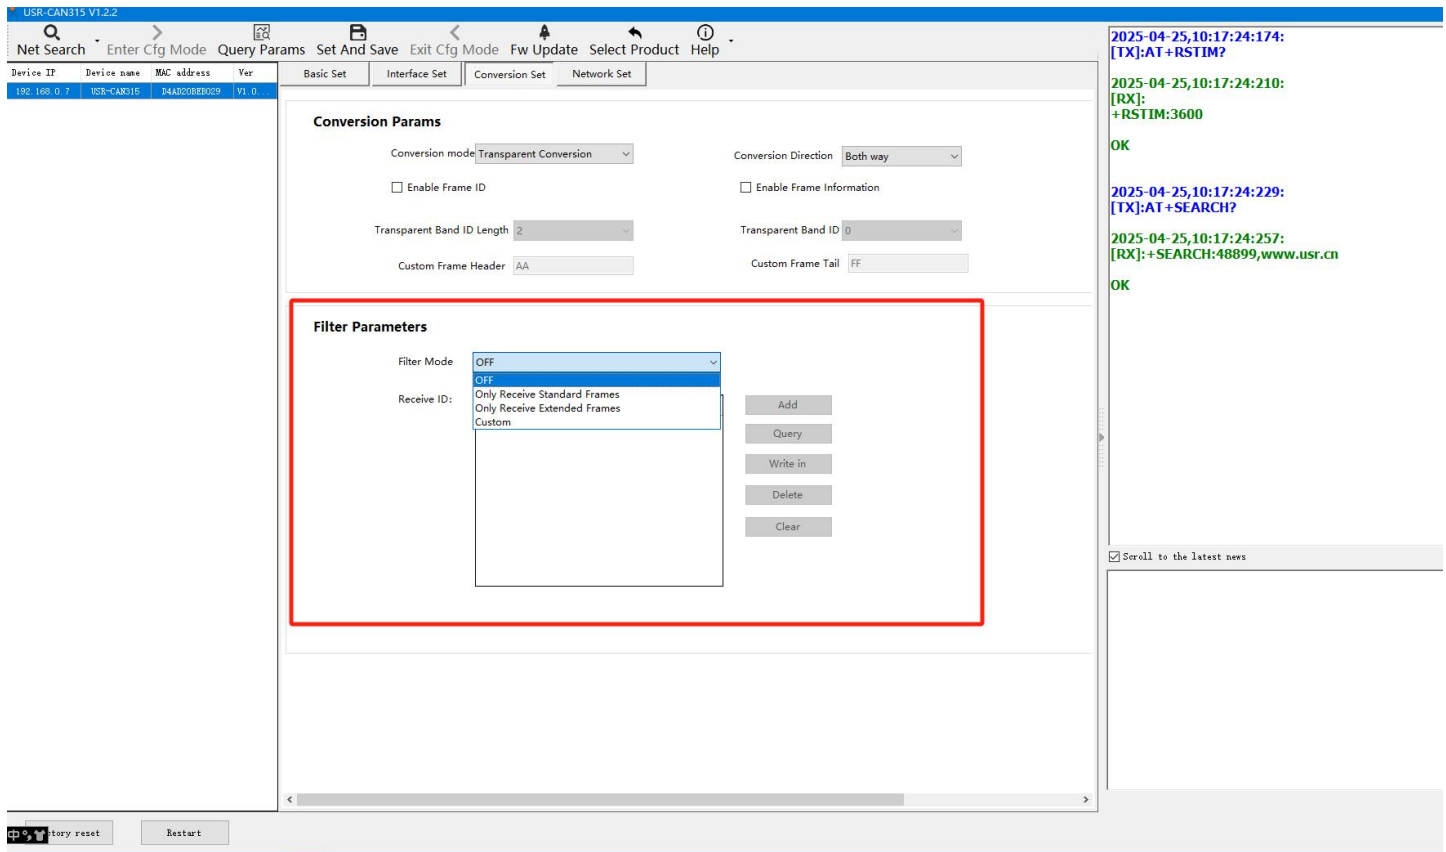 USR-CAN315 V1.2.2
Net Search Enter Cfg Mode Query Params Set And Save Exit Cfg Mode Fw Update Select Product Help
Device IP Device name MAC address Ver
192.168.0.7 USR-CAN315 D4AD20BEB029 V1.0...
Basic Set Interface Set Conversion Set Network Set
Conversion Params
Conversion mode Transparent Conversion Conversion Direction Both way
Enable Frame ID Enable Frame Information
Transparent Band ID Length 2 Transparent Band ID 0
Custom Frame Header AA Custom Frame Tail FF
Filter Parameters
Filter Mode OFF
OFF
Only Receive Standard Frames
Only Receive Extended Frames
Custom
Receive ID:
Add
Query
Write in
Delete
Clear
2025-04-25,10:17:24:174:
[TX]:AT+RSTIM?
2025-04-25,10:17:24:210:
[RX]:
+RSTIM:3600
OK
2025-04-25,10:17:24:229:
[TX]:AT+SEARCH?
2025-04-25,10:17:24:257:
[RX]:+SEARCH:48899,www.usr.cn
OK
Scroll to the latest news
中 tory reset Restart